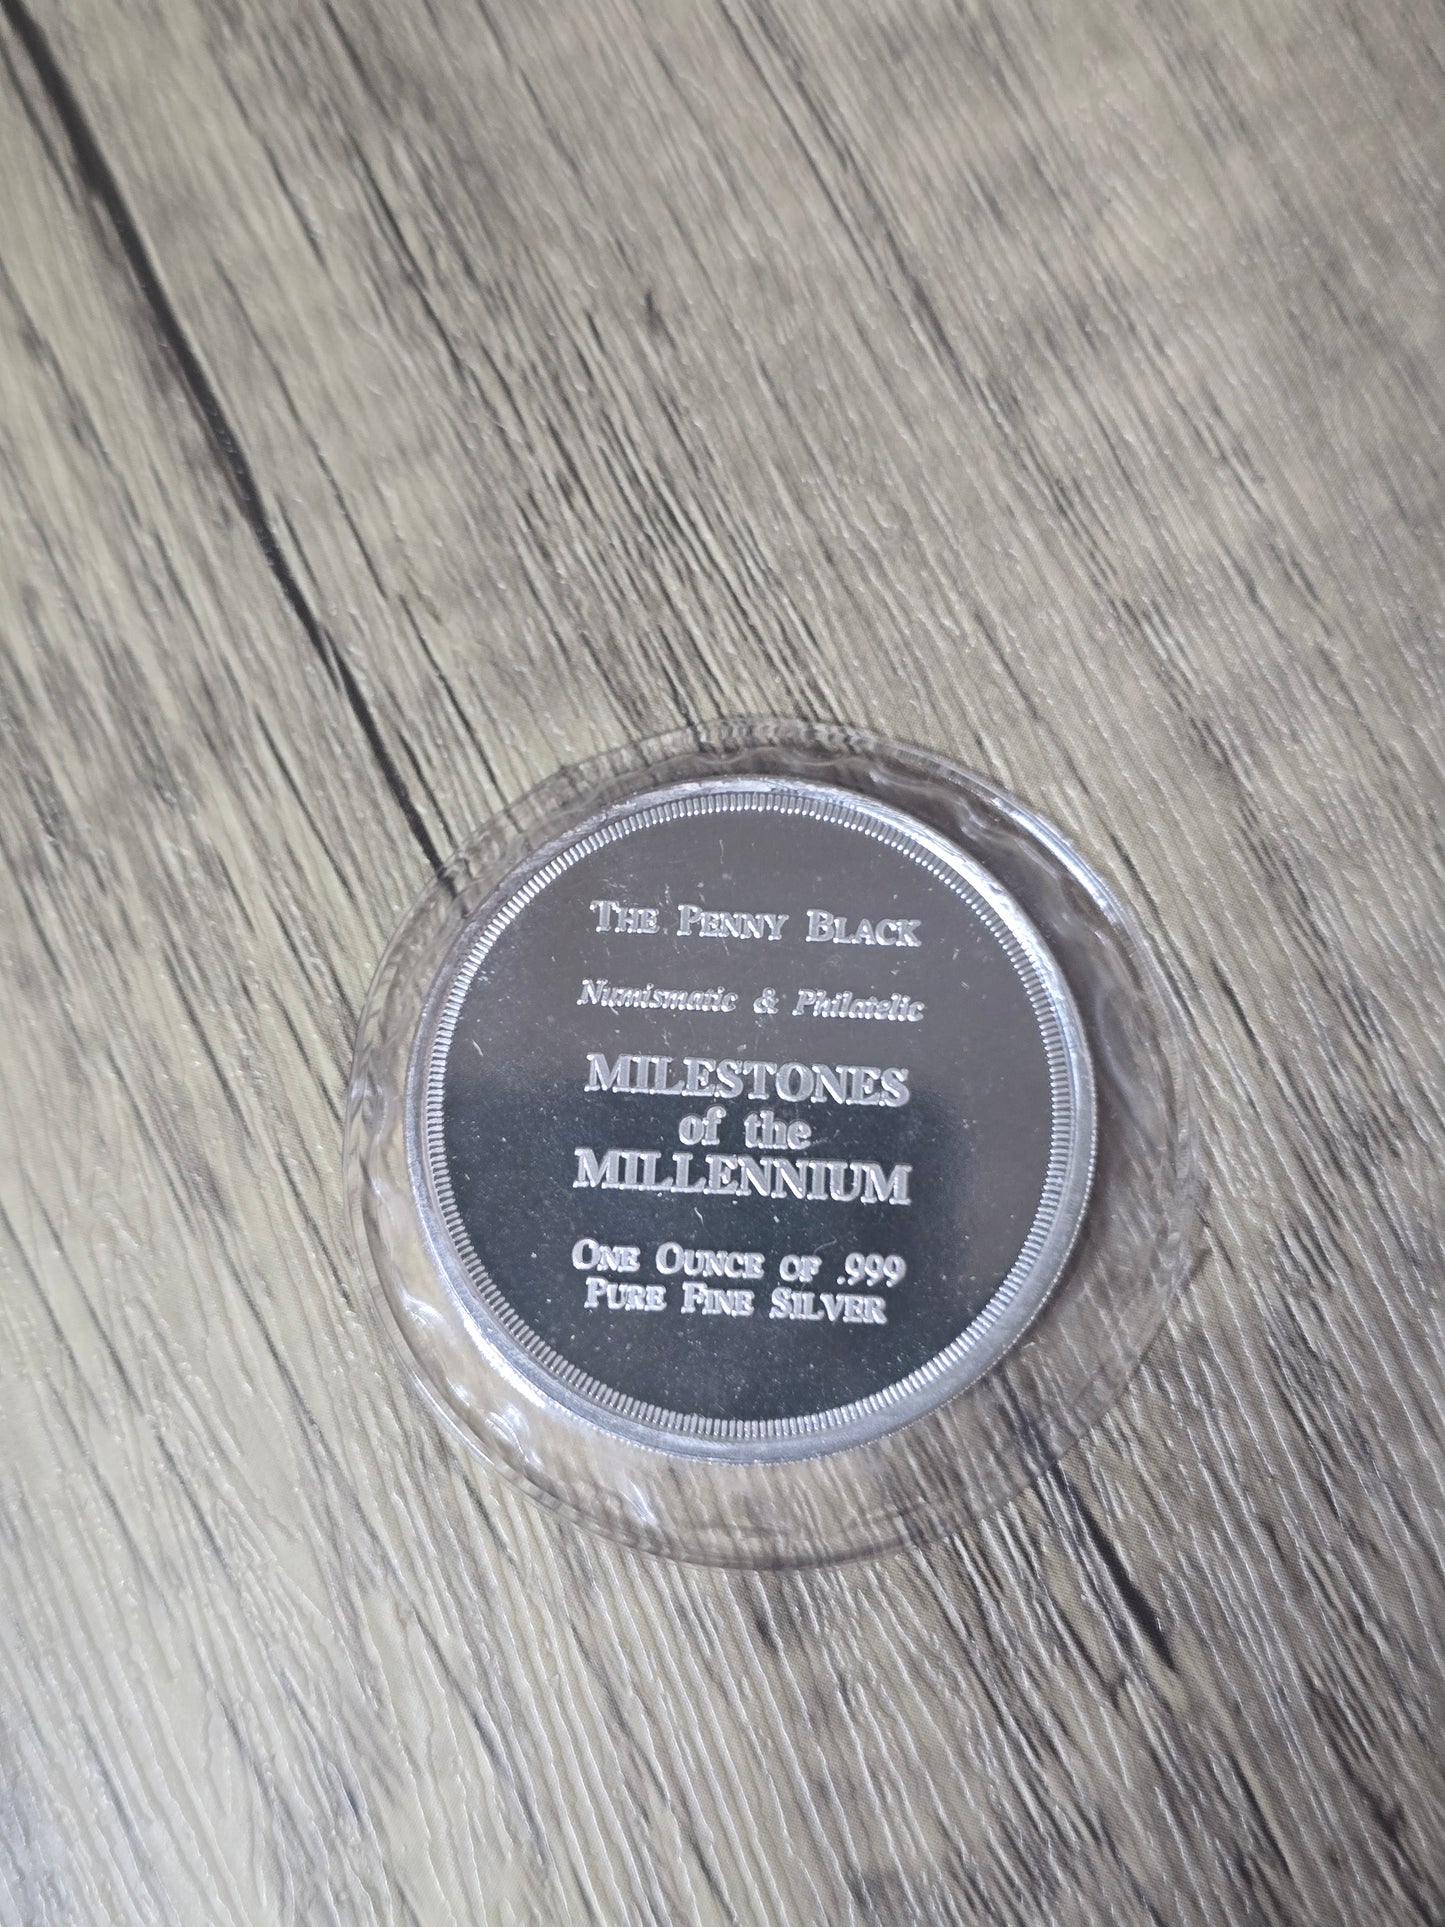 THE PENNY BLACK
Numismatic & Philatelic
MILESTONES
of the
MILLENNIUM
ONE OUNCE OF .999
PURE FINE SILVER